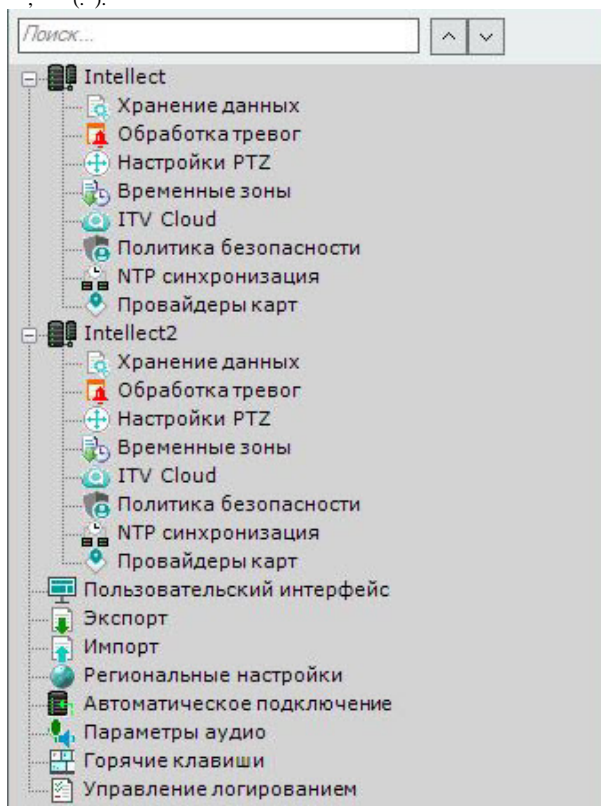 Поиск...
Intellect
Хранение данных
Обработка тревог
Настройки PTZ
Временные зоны
ITV Cloud
Политика безопасности
NTP синхронизация
Провайдеры карт
Intellect2
Хранение данных
Обработка тревог
Настройки PTZ
Временные зоны
ITV Cloud
Политика безопасности
NTP синхронизация
Провайдеры карт
Пользовательский интерфейс
Экспорт
Импорт
Региональные настройки
Автоматическое подключение
Параметры аудио
Горячие клавиши
Управление логированием